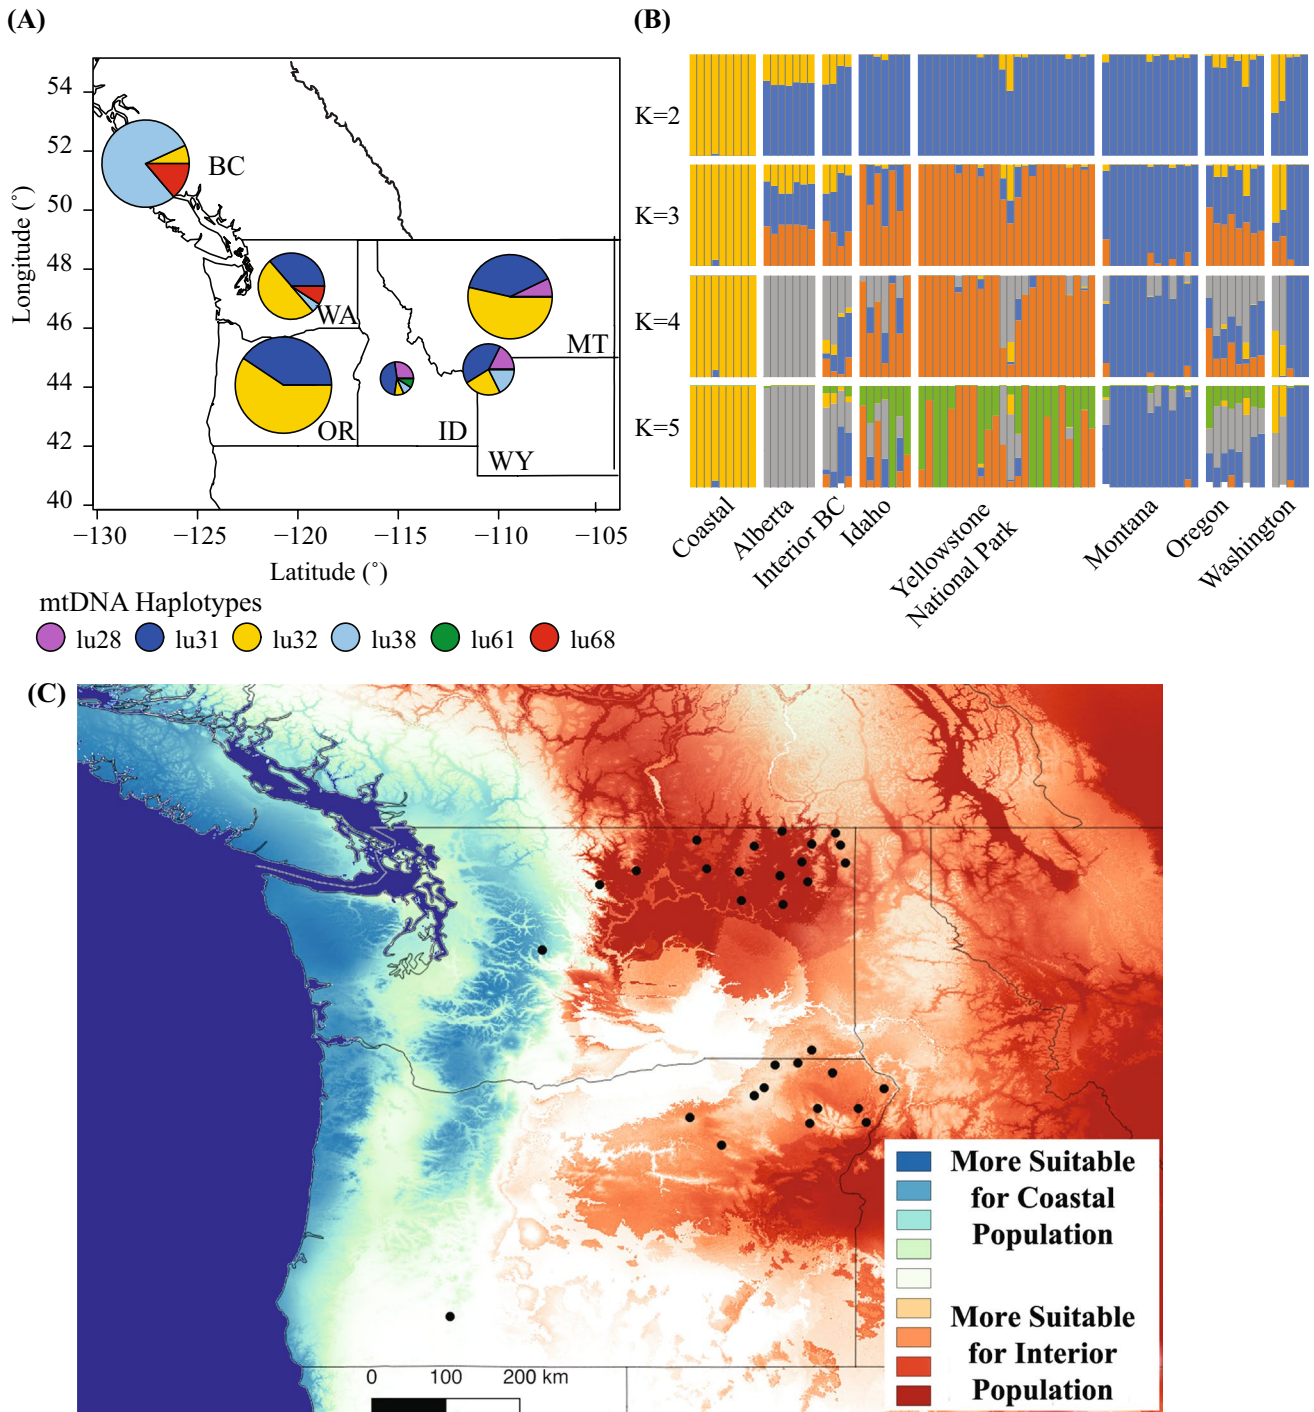 (A)
54
52
50
48
46
44
42
40
Longitude (°)
BC
WA
MT
OR
ID
WY
−130
−125
−120
−115
−110
−105
Latitude (°)
mtDNA Haplotypes
lu28
lu31
lu32
lu38
lu61
lu68
(B)
K=2
K=3
K=4
K=5
Coastal
Alberta
Interior BC
Idaho
Yellowstone
National Park
Montana
Oregon
Washington
(C)
More Suitable
for Coastal
Population
More Suitable
for Interior
Population
0
100
200 km